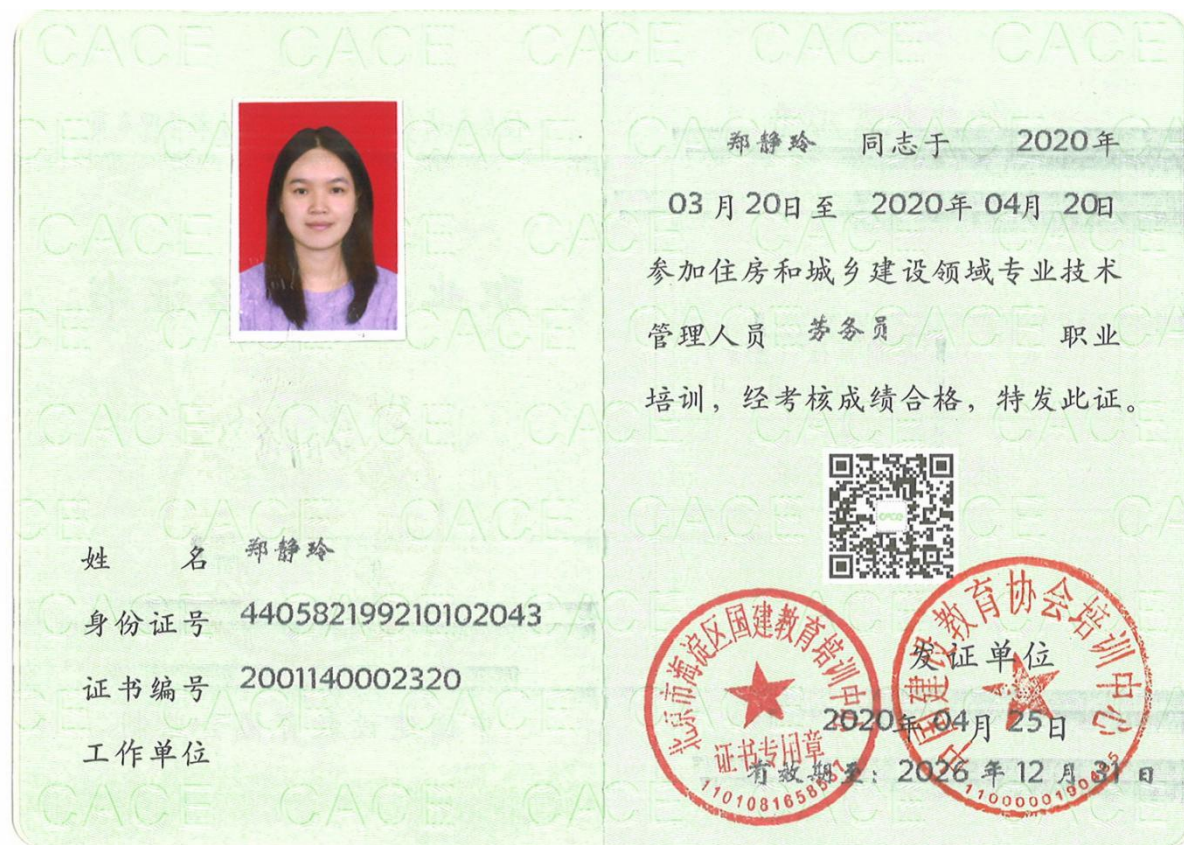 姓 名 郑静玲
身份证号 440582199210102043
证书编号 2001140002320
工作单位
郑静玲 同志于 2020年
03月20日至 2020年04月20日
参加住房和城乡建设领域专业技术
管理人员 劳务员 职业
培训，经考核成绩合格，特发此证。
北京市海淀区国建教育培训中心
证书专用章
中国建设教育协会培训中心
发证单位
2020年04月25日
有效期至：2026年12月31日
CACE